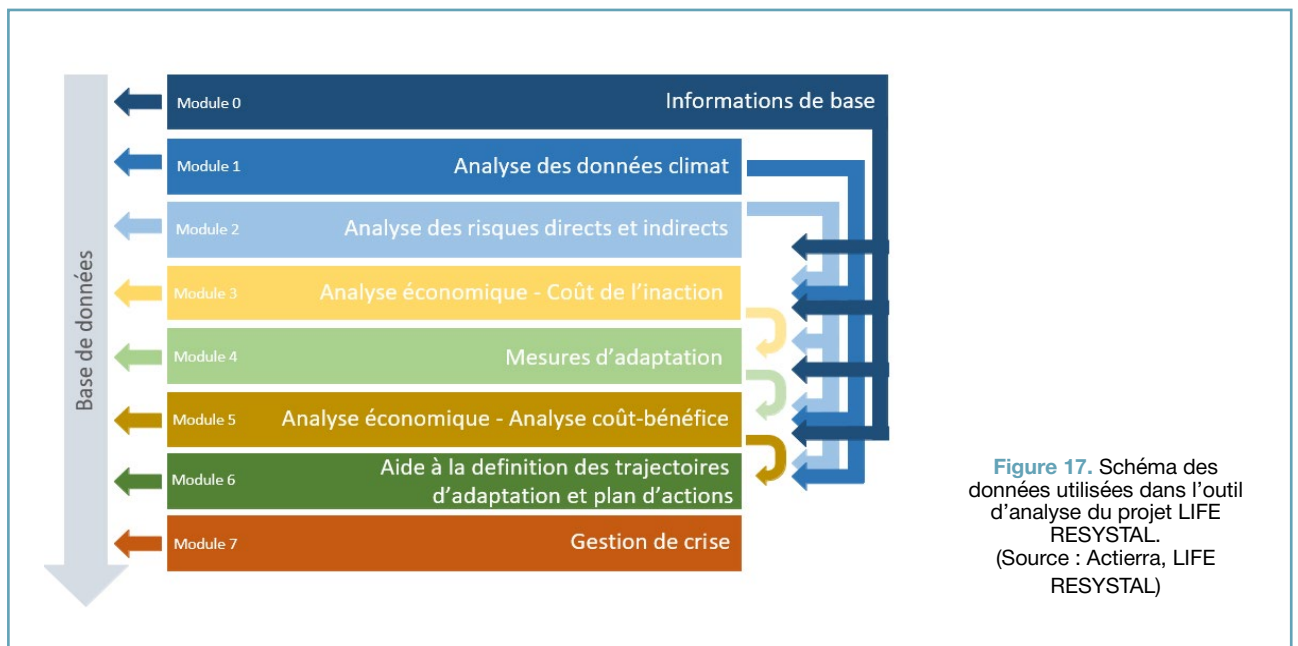 Base de données
Module 0
Informations de base
Module 1
Analyse des données climat
Module 2
Analyse des risques directs et indirects
Module 3
Analyse économique - Coût de l’inaction
Module 4
Mesures d’adaptation
Module 5
Analyse économique - Analyse coût-bénéfice
Module 6
Aide à la definition des trajectoires
d’adaptation et plan d’actions
Module 7
Gestion de crise
Figure 17. Schéma des
données utilisées dans l’outil
d’analyse du projet LIFE
RESYSTAL.
(Source : Actierra, LIFE
RESYSTAL)